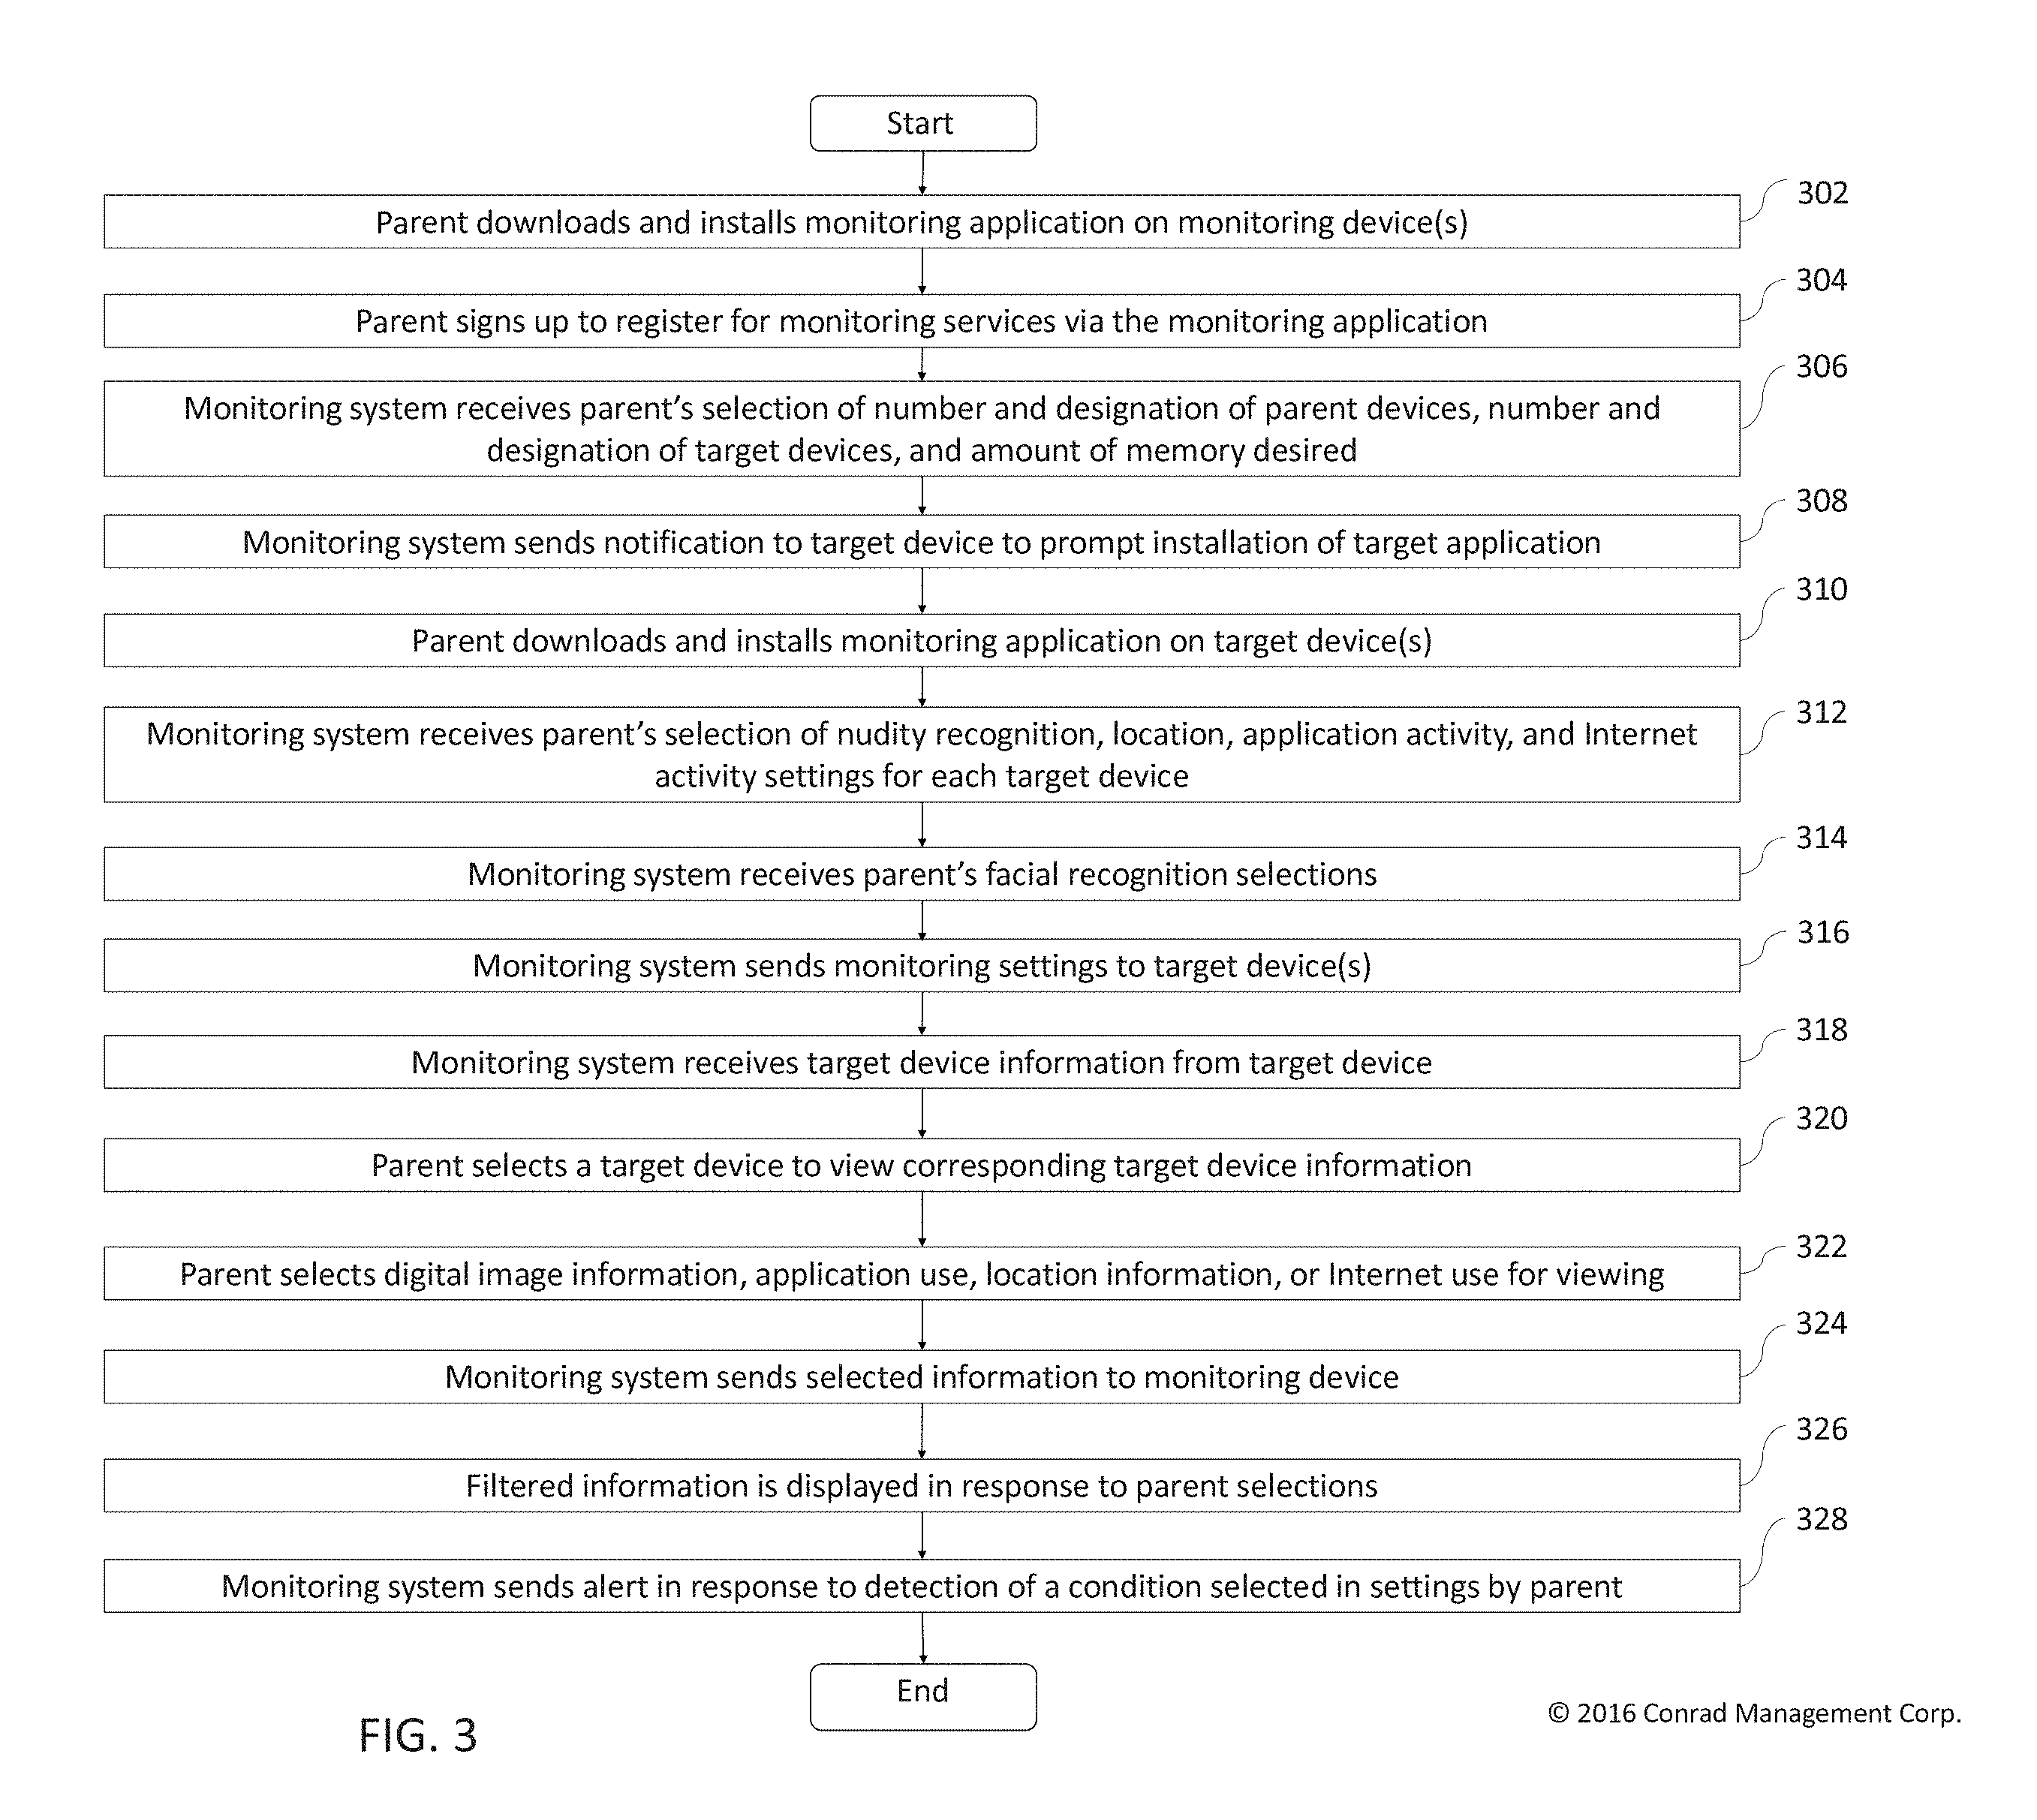 Start
302
Parent downloads and installs monitoring application on monitoring device(s)
304
Parent signs up to register for monitoring services via the monitoring application
306
Monitoring system receives parent’s selection of number and designation of parent devices, number and
designation of target devices, and amount of memory desired
308
Monitoring system sends notification to target device to prompt installation of target application
310
Parent downloads and installs monitoring application on target device(s)
312
Monitoring system receives parent’s selection of nudity recognition, location, application activity, and Internet
activity settings for each target device
314
Monitoring system receives parent’s facial recognition selections
316
Monitoring system sends monitoring settings to target device(s)
318
Monitoring system receives target device information from target device
320
Parent selects a target device to view corresponding target device information
322
Parent selects digital image information, application use, location information, or Internet use for viewing
324
Monitoring system sends selected information to monitoring device
326
Filtered information is displayed in response to parent selections
328
Monitoring system sends alert in response to detection of a condition selected in settings by parent
End
FIG. 3
© 2016 Conrad Management Corp.